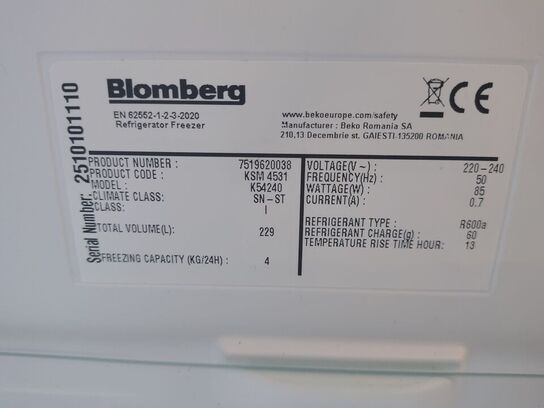 Blomberg
EN 62552-1-2-3-2020
Refrigerator Freezer
CE
www.bekoeurope.com/safety
Manufacturer : Beko Romania SA
210,13 Decembrie st. GAIESTI-135200 ROMANIA
Serial Number: 2510101110
PRODUCT NUMBER : 7519620038
PRODUCT CODE : KSM 4531
MODEL : K54240
CLIMATE CLASS: SN-ST
CLASS: I
TOTAL VOLUME(L): 229
FREEZING CAPACITY (KG/24H) : 4
VOLTAGE(V ~) : 220-240
FREQUENCY(Hz) : 50
WATTAGE(W) : 85
CURRENT(A) : 0.7
REFRIGERANT TYPE : R600a
REFRIGERANT CHARGE(g) : 60
TEMPERATURE RISE TIME HOUR: 13